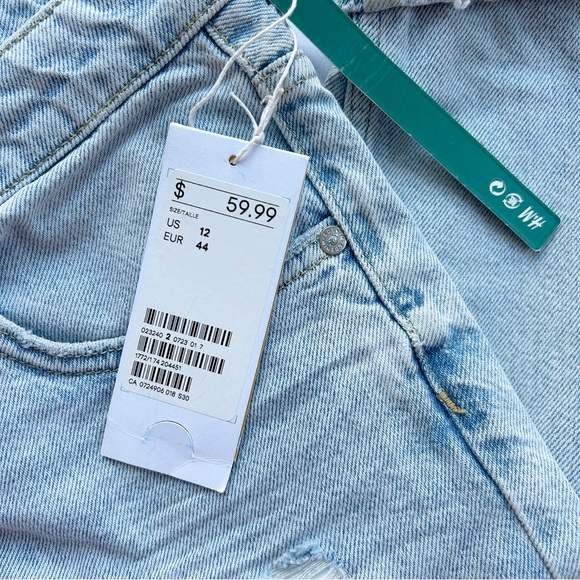 $ 59.99
SIZE/TAILLE
US 12
EUR 44
023240 2 0723 01 7
1772/174 204451
CA 0724906 018 S30
H&M